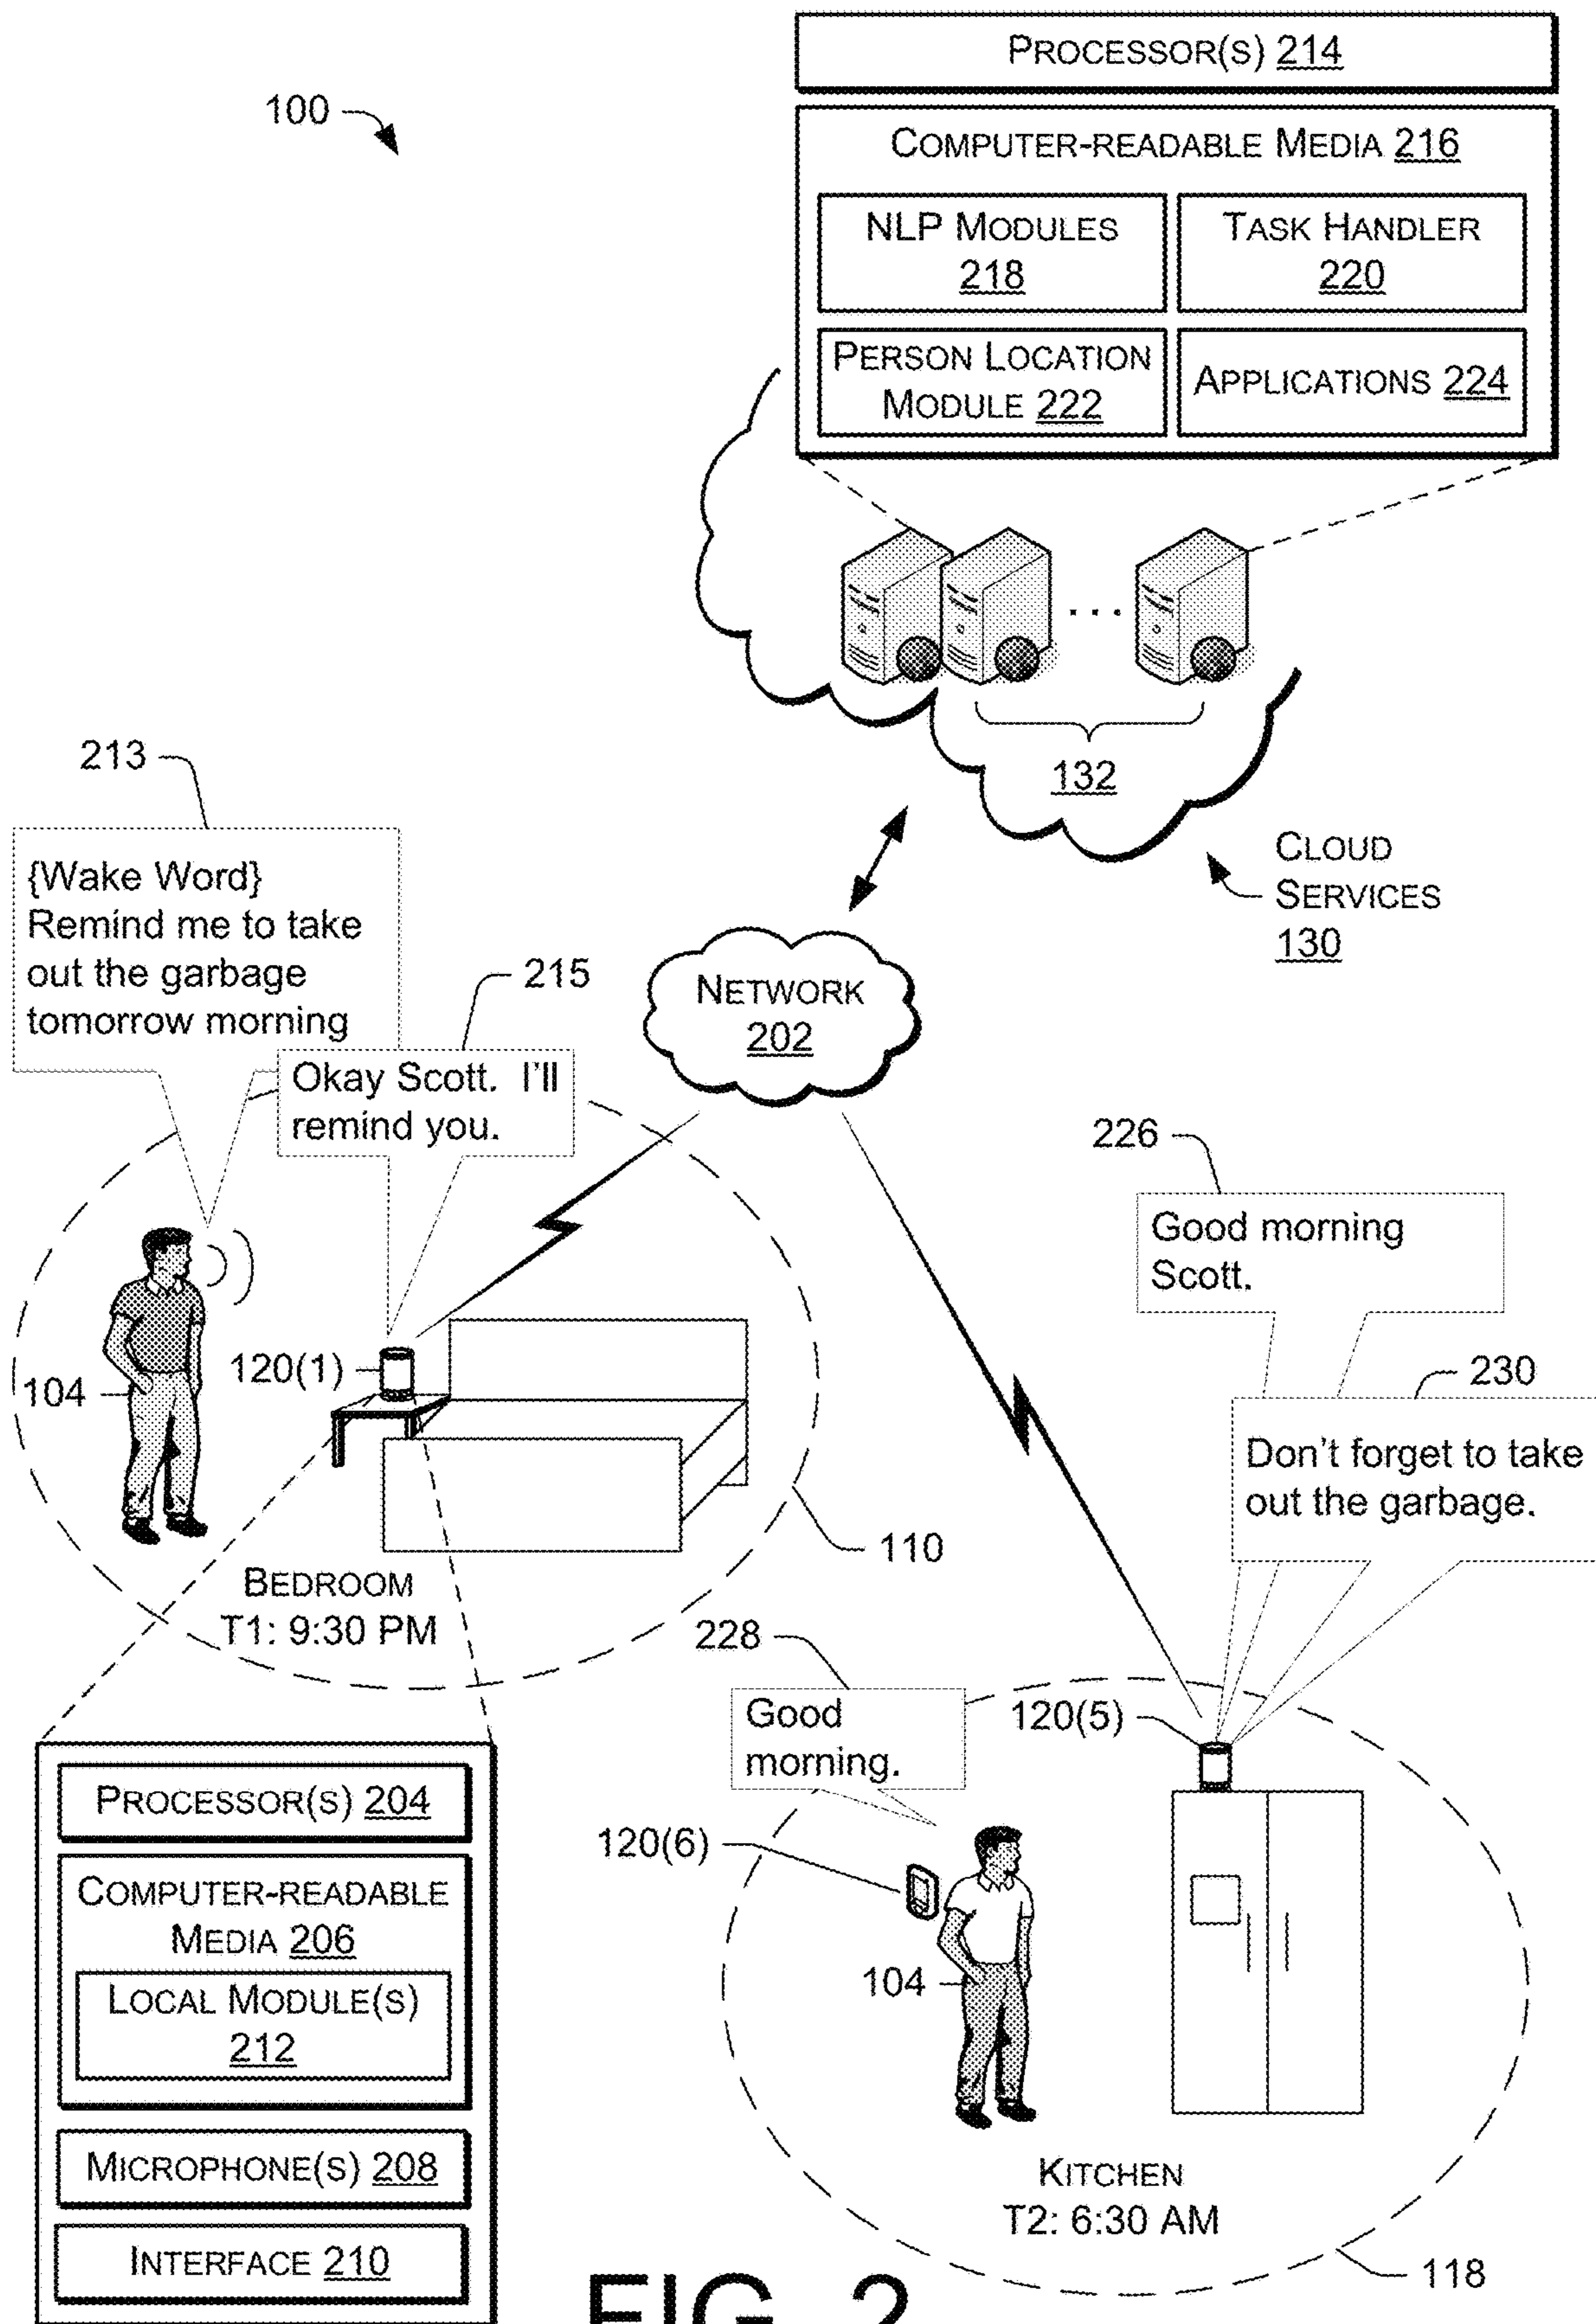 PROCESSOR(S) 214
100
COMPUTER-READABLE MEDIA 216
NLP MODULES
218
TASK HANDLER
220
PERSON LOCATION
MODULE 222
APPLICATIONS 224
...
132
213
CLOUD
SERVICES
130
{Wake Word}
Remind me to take
out the garbage
tomorrow morning
215
Okay Scott. I'll
remind you.
NETWORK
202
226
Good morning
Scott.
230
Don't forget to take
out the garbage.
104
120(1)
110
BEDROOM
T1: 9:30 PM
228
Good
morning.
120(5)
120(6)
104
PROCESSOR(S) 204
COMPUTER-READABLE
MEDIA 206
LOCAL MODULE(S)
212
MICROPHONE(S) 208
INTERFACE 210
KITCHEN
T2: 6:30 AM
118
FIG. 2